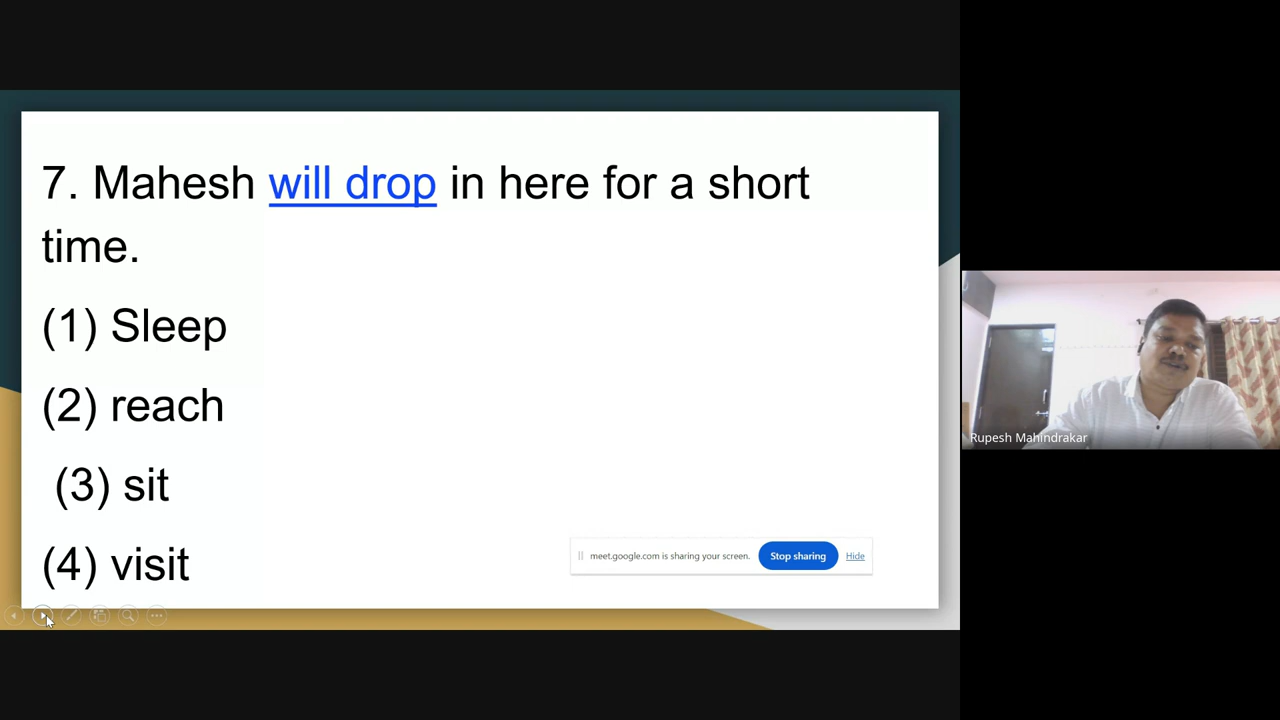 7. Mahesh will drop in here for a short
time.
(1) Sleep
(2) reach
(3) sit
(4) visit
meet.google.com is sharing your screen. Stop sharing Hide
Rupesh Mahindrakar